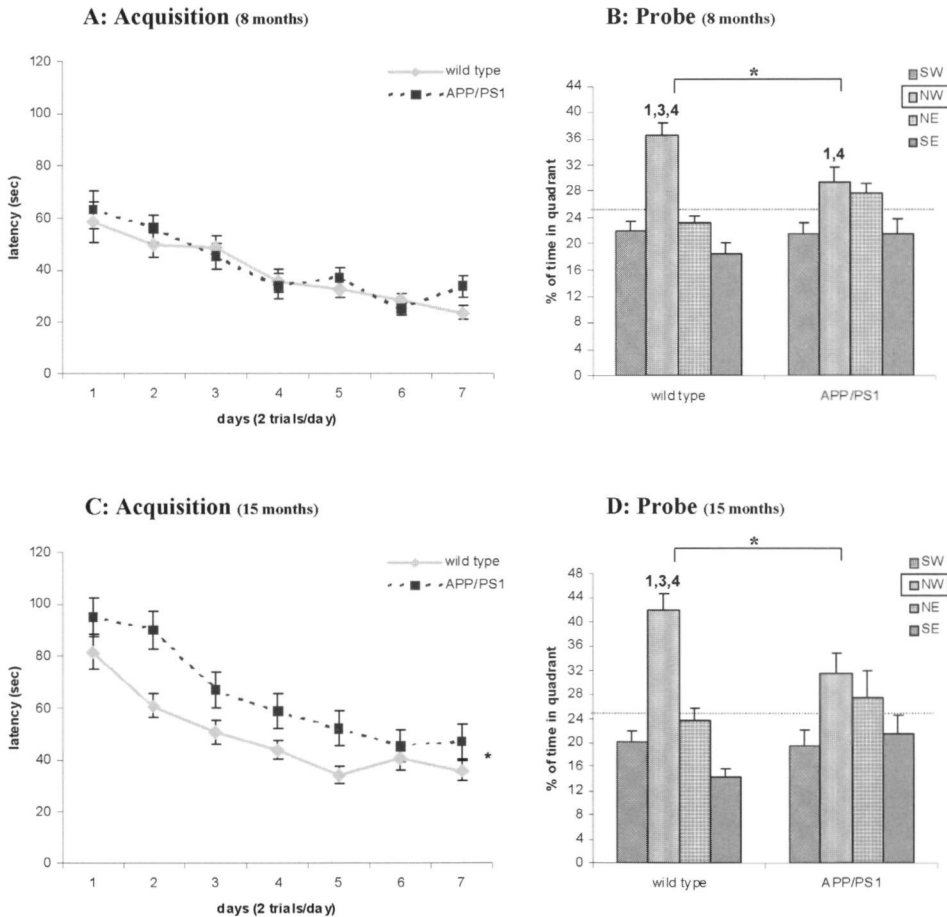 A: Acquisition (8 months)
120
100
80
60
40
20
0
latency (sec)
wild type
APP/PS1
1 2 3 4 5 6 7
days (2 trials/day)
B: Probe (8 months)
44
40
36
32
28
24
20
16
12
8
4
0
% of time in quadrant
*
1,3,4
1,4
SW
NW
NE
SE
wild type APP/PS1
C: Acquisition (15 months)
120
100
80
60
40
20
0
latency (sec)
wild type
APP/PS1
*
1 2 3 4 5 6 7
days (2 trials/day)
D: Probe (15 months)
48
44
40
36
32
28
24
20
16
12
8
4
0
% of time in quadrant
*
1,3,4
SW
NW
NE
SE
wild type APP/PS1